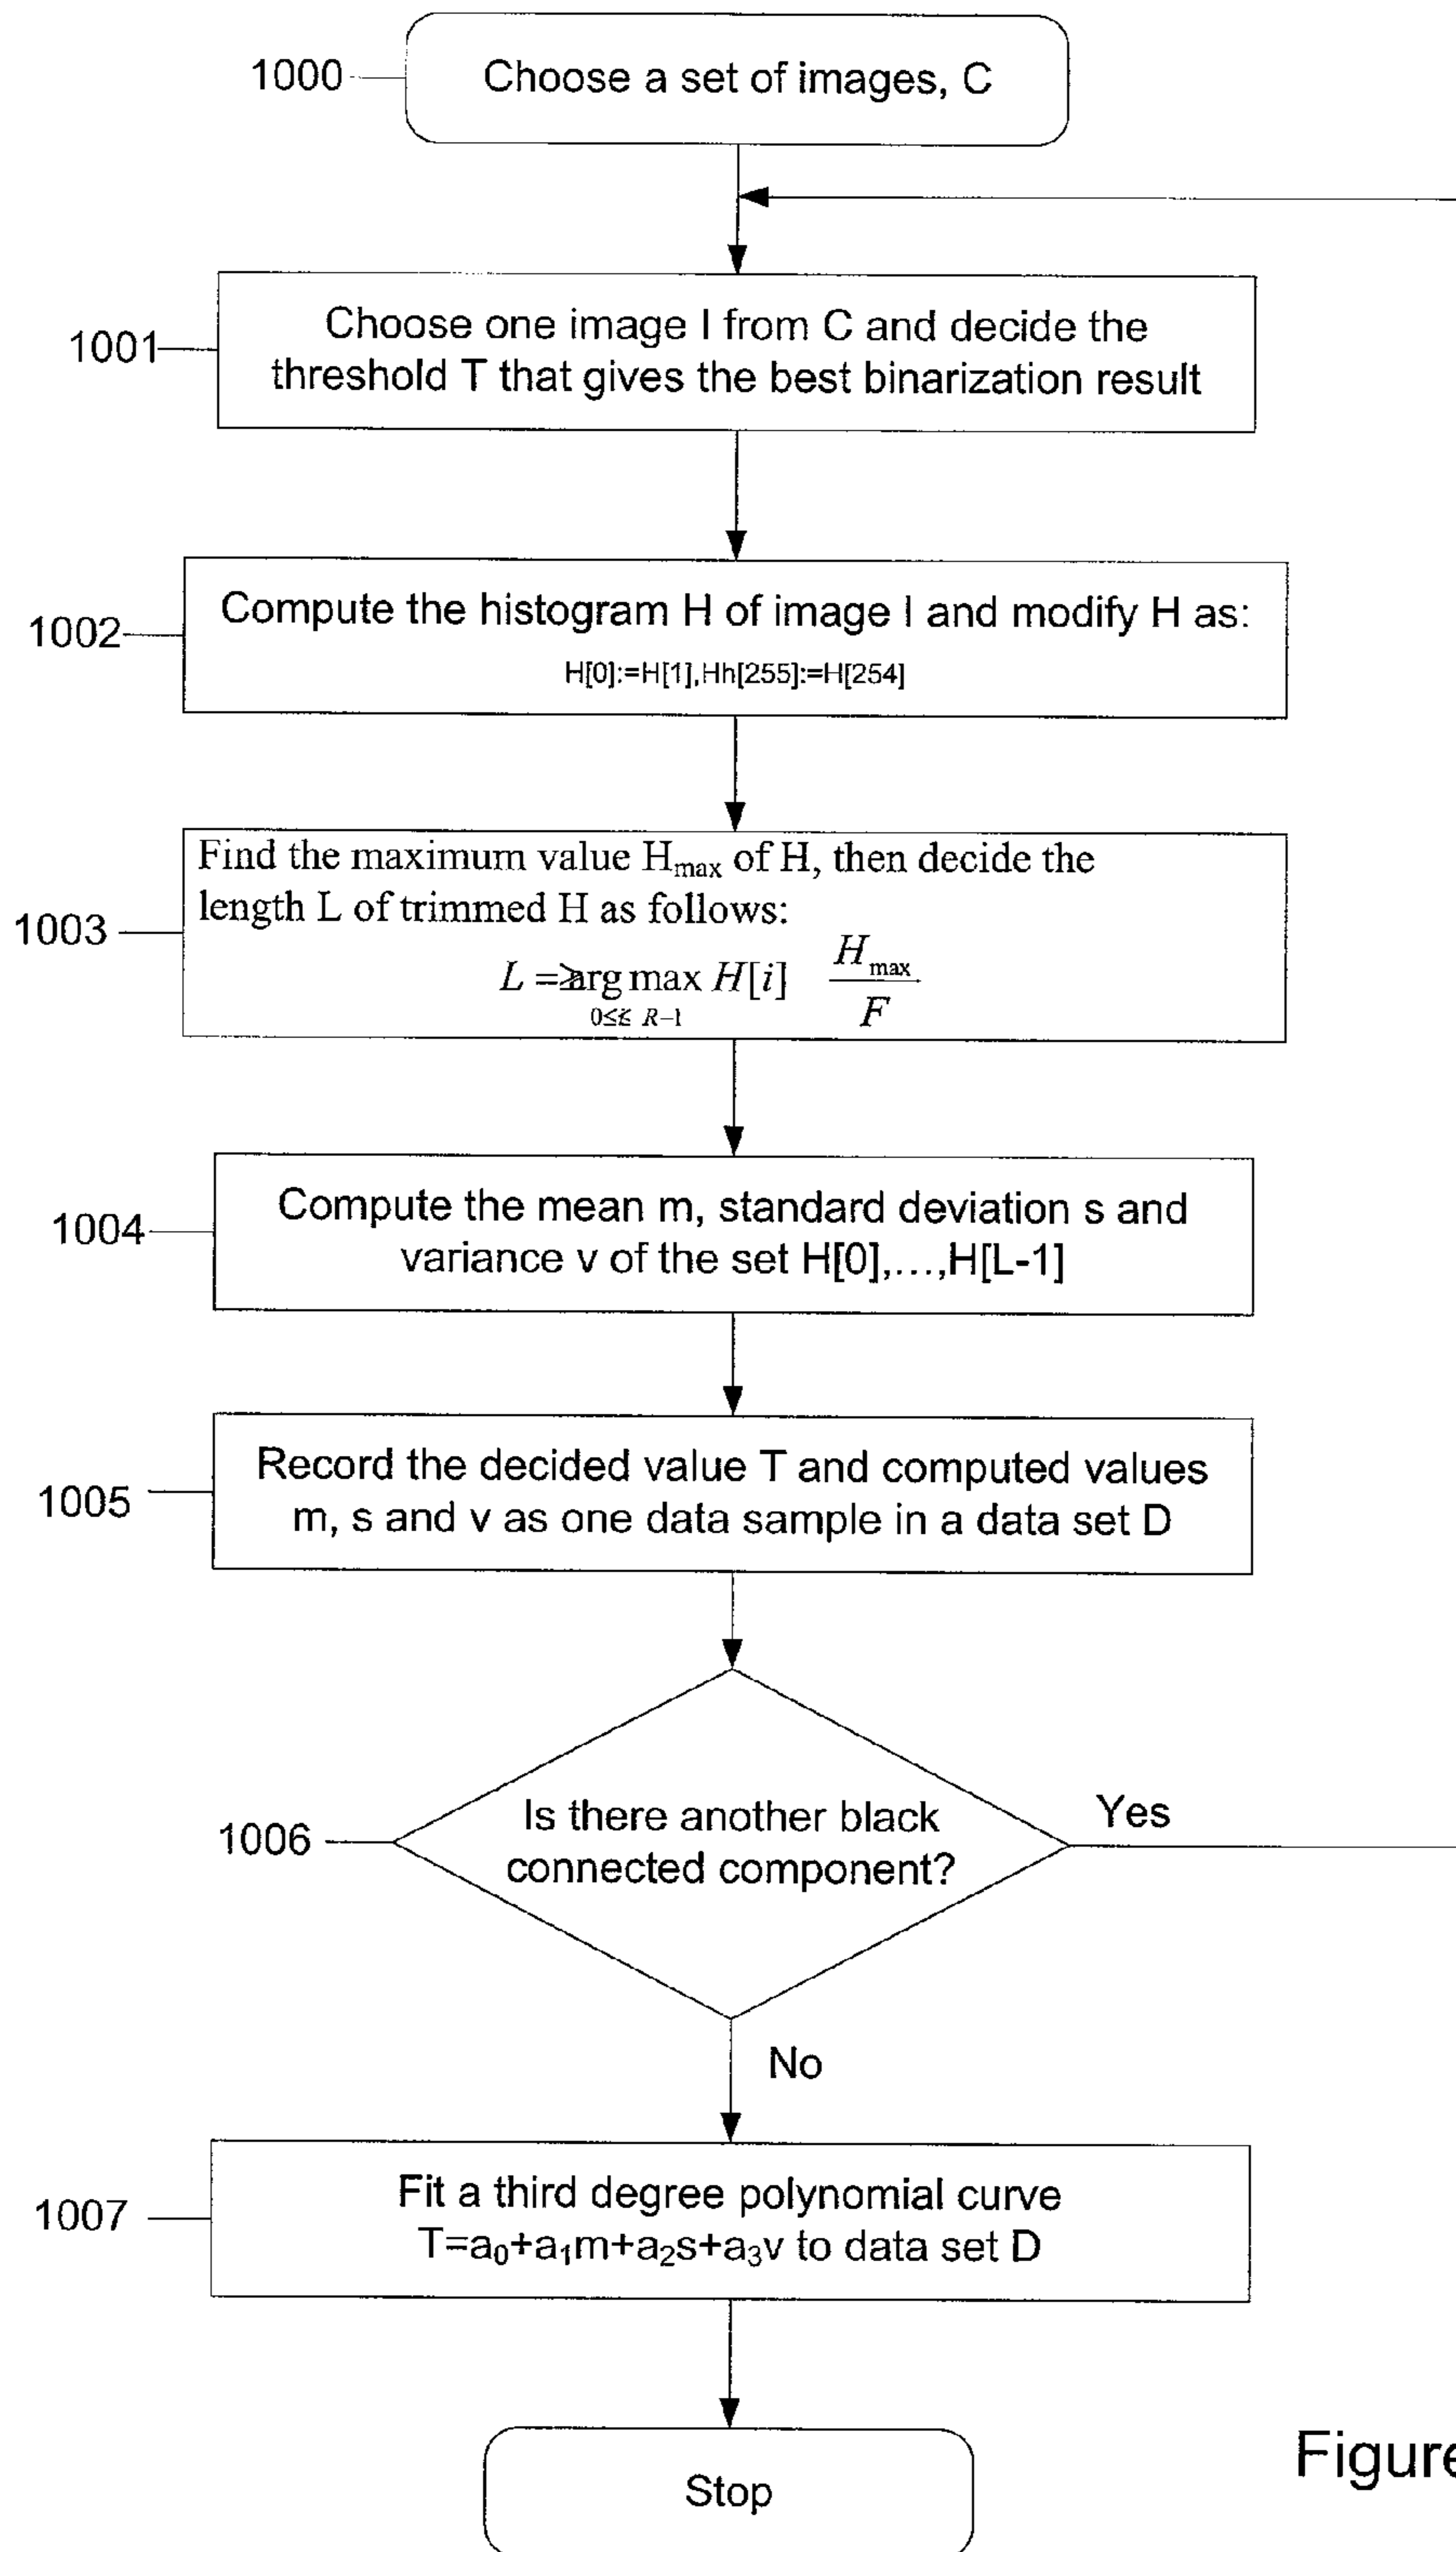 1000
Choose a set of images, C
1001
Choose one image I from C and decide the
threshold T that gives the best binarization result
1002
Compute the histogram H of image I and modify H as:
H[0]:=H[1],Hh[255]:=H[254]
1003
Find the maximum value Hmax of H, then decide the
length L of trimmed H as follows:
L = arg max H[i] ≥ Hmax / F
0≤i≤ R−1
1004
Compute the mean m, standard deviation s and
variance v of the set H[0],...,H[L-1]
1005
Record the decided value T and computed values
m, s and v as one data sample in a data set D
1006
Is there another black
connected component?
Yes
No
1007
Fit a third degree polynomial curve
T=a₀+a₁m+a₂s+a₃v to data set D
Stop
Figure